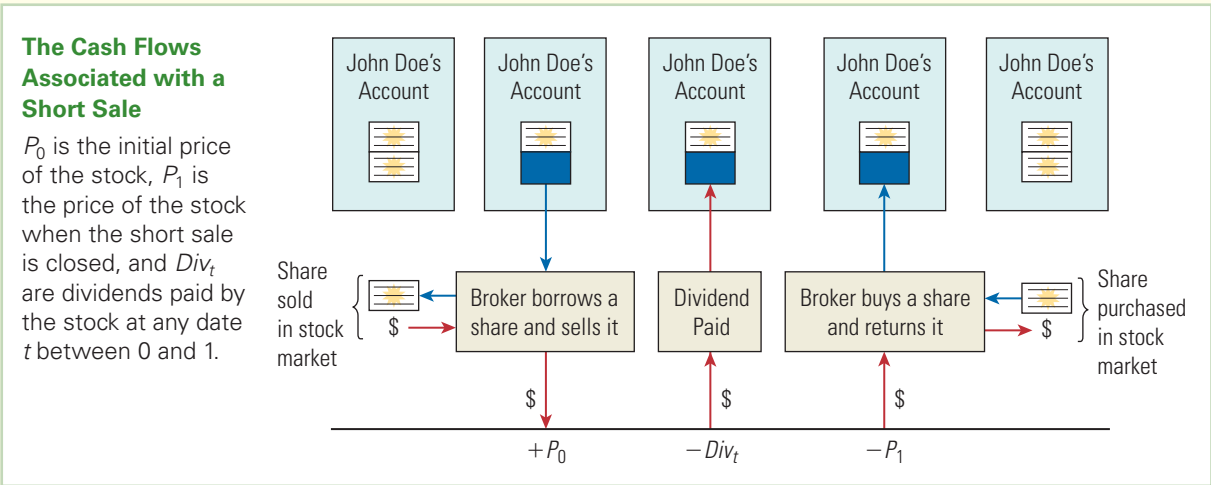 The Cash Flows
Associated with a
Short Sale
P₀ is the initial price
of the stock, P₁ is
the price of the stock
when the short sale
is closed, and Divₜ
are dividends paid by
the stock at any date
t between 0 and 1.
John Doe's
Account
John Doe's
Account
John Doe's
Account
John Doe's
Account
John Doe's
Account
Share
sold
in stock
market
$
Broker borrows a
share and sells it
Dividend
Paid
Broker buys a share
and returns it
$
Share
purchased
in stock
market
$
$
$
+P₀
−Divₜ
−P₁